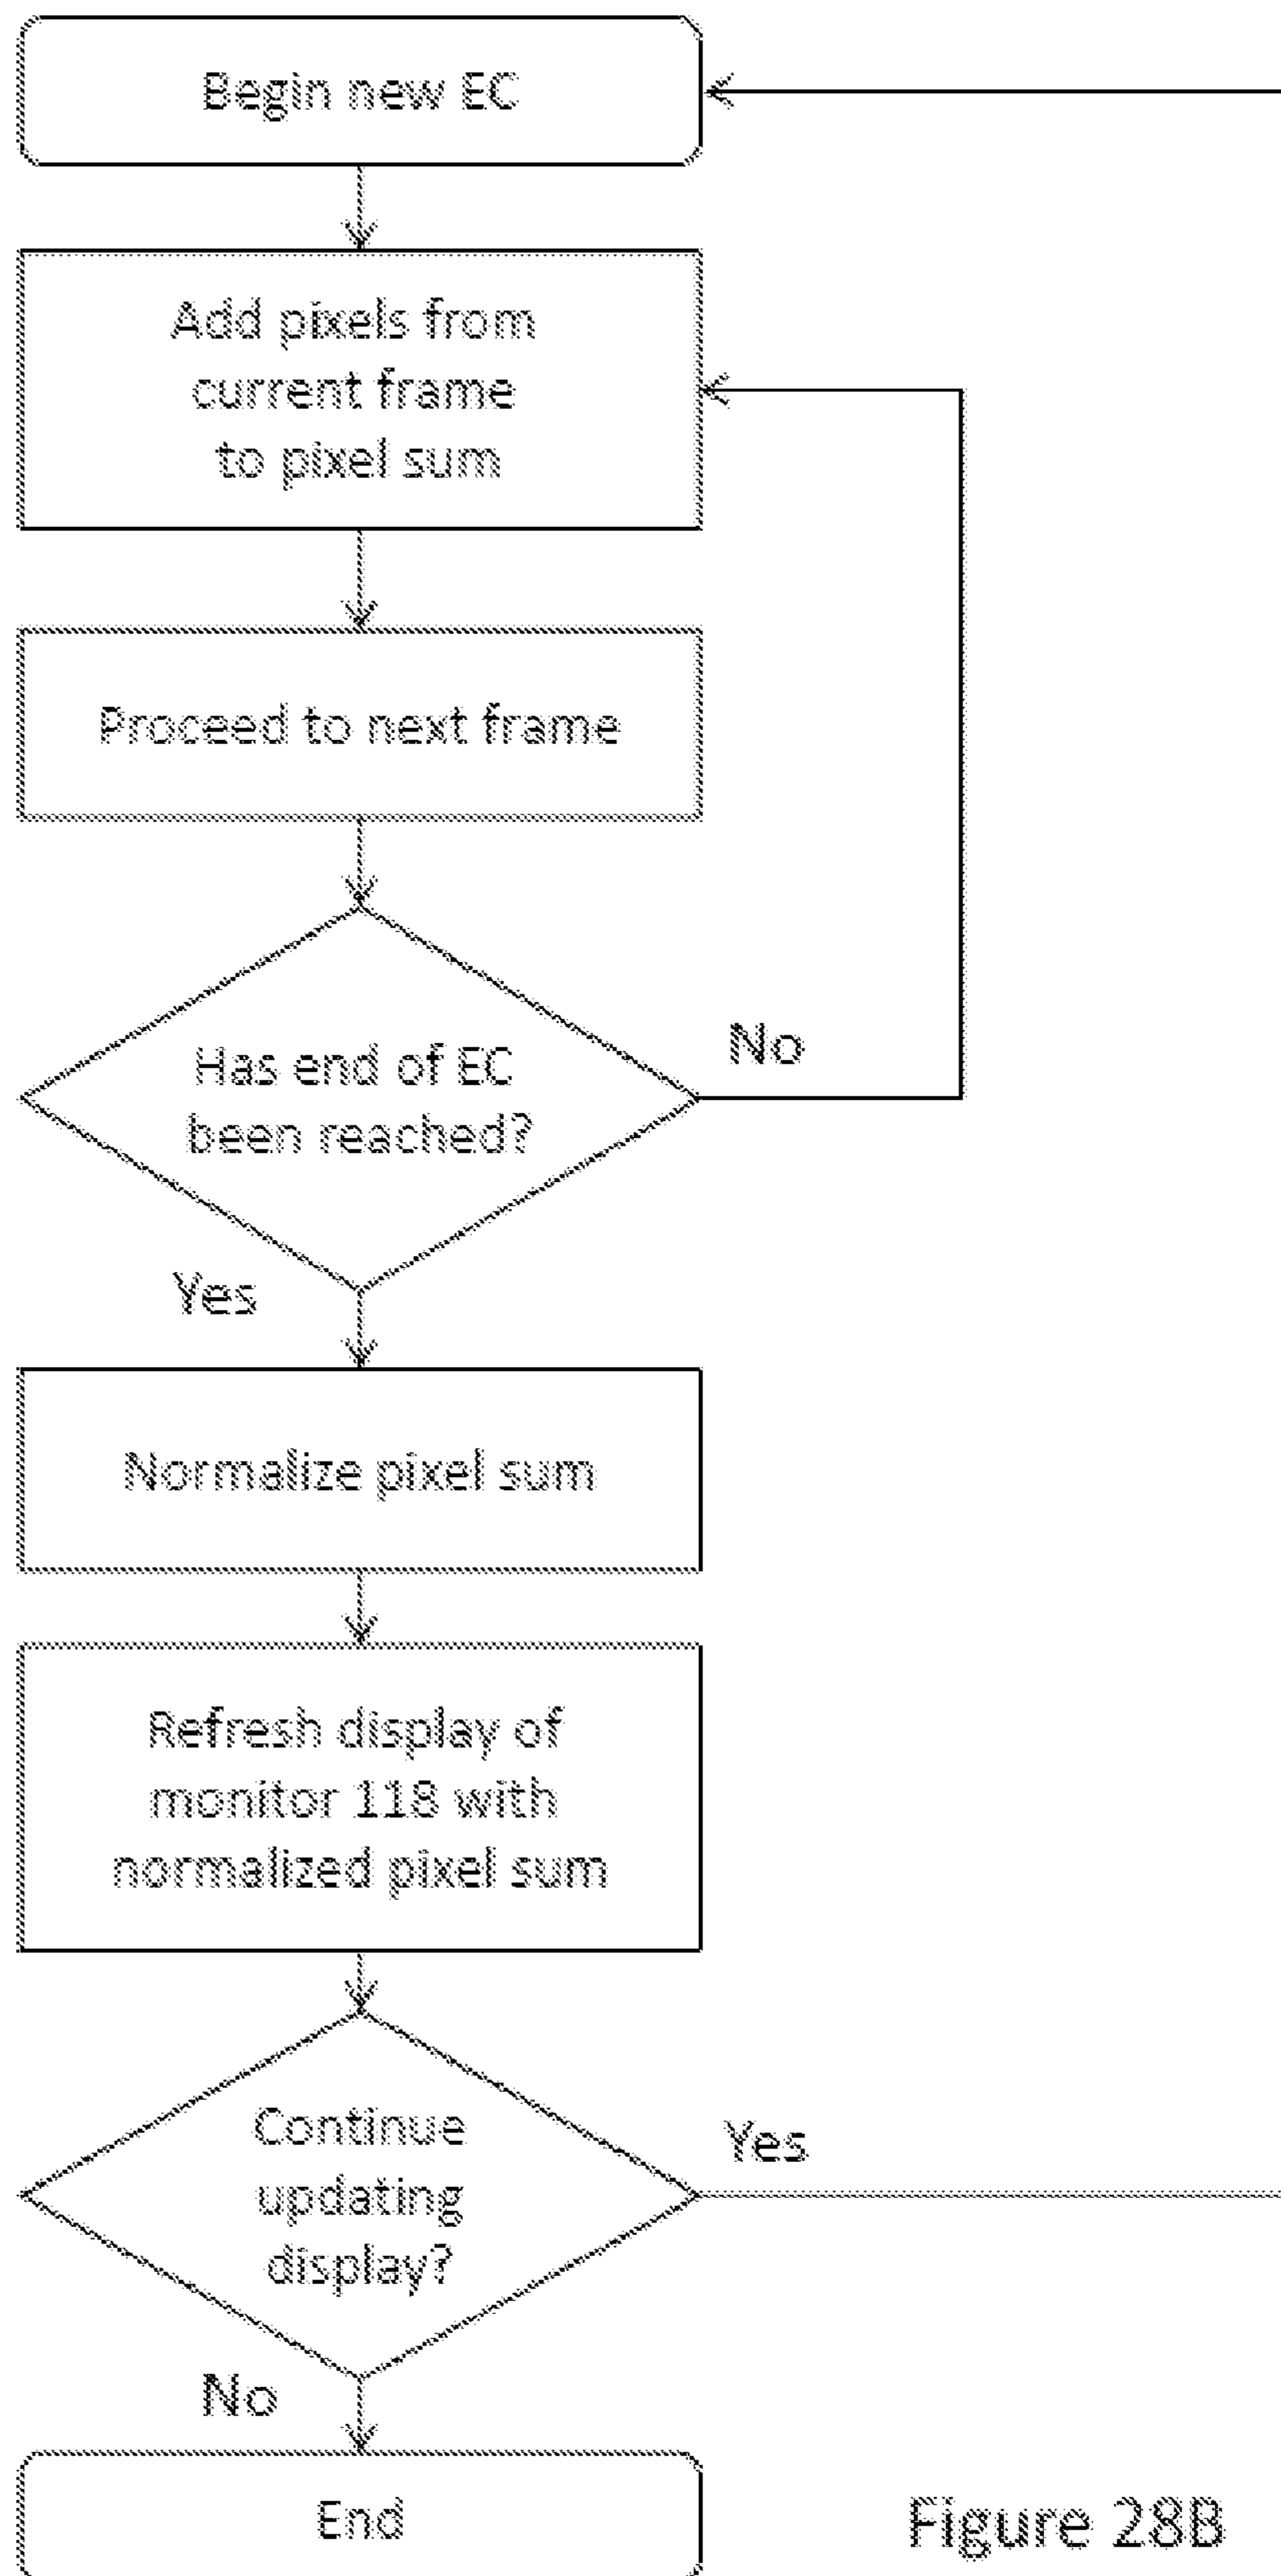 Begin new EC
Add pixels from
current frame
to pixel sum
Proceed to next frame
Has end of EC
been reached?
No
Yes
Normalize pixel sum
Refresh display of
monitor 118 with
normalized pixel sum
Continue
updating
display?
Yes
No
End
Figure 28B